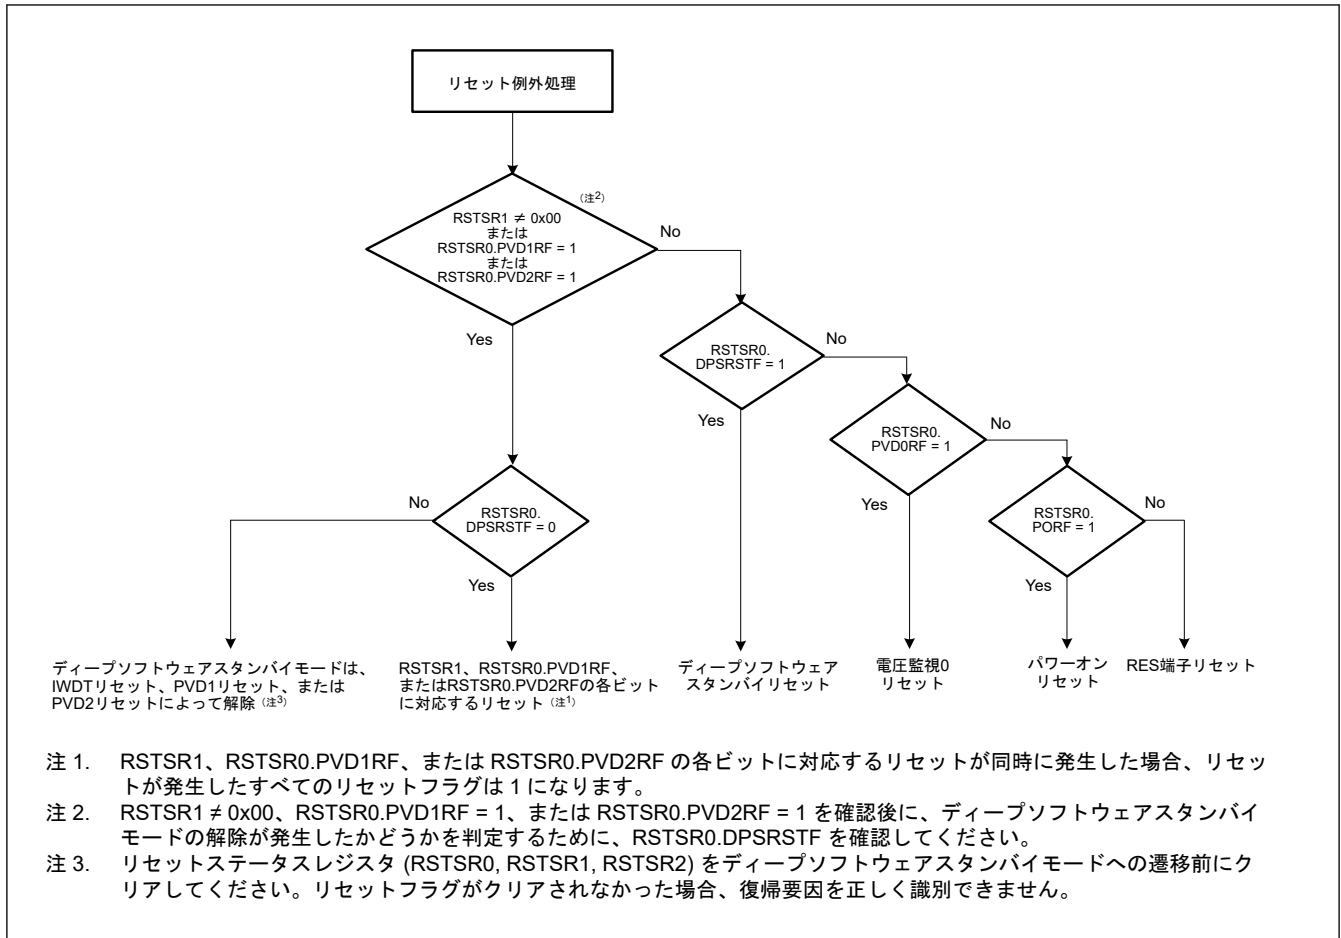 リセット例外処理
(注2)
RSTSR1 ≠ 0x00
または
RSTSR0.PVD1RF = 1
または
RSTSR0.PVD2RF = 1
No
Yes
RSTSR0.
DPSRSTF = 1
No
Yes
RSTSR0.
PVD0RF = 1
No
Yes
RSTSR0.
PORF = 1
No
Yes
RSTSR0.
DPSRSTF = 0
No
Yes
ディープソフトウェアスタンバイモードは、
IWDTリセット、PVD1リセット、または
PVD2リセットによって解除 (注3)
RSTSR1、RSTSR0.PVD1RF、
またはRSTSR0.PVD2RFの各ビット
に対応するリセット (注1)
ディープソフトウェア
スタンバイリセット
電圧監視0
リセット
パワーオン
リセット
RES端子リセット
注 1. RSTSR1、RSTSR0.PVD1RF、または RSTSR0.PVD2RF の各ビットに対応するリセットが同時に発生した場合、リセッ
トが発生したすべてのリセットフラグは 1 になります。
注 2. RSTSR1 ≠ 0x00、RSTSR0.PVD1RF = 1、または RSTSR0.PVD2RF = 1 を確認後に、ディープソフトウェアスタンバイ
モードの解除が発生したかどうかを判定するために、RSTSR0.DPSRSTF を確認してください。
注 3. リセットステータスレジスタ (RSTSR0, RSTSR1, RSTSR2) をディープソフトウェアスタンバイモードへの遷移前にク
リアしてください。リセットフラグがクリアされなかった場合、復帰要因を正しく識別できません。